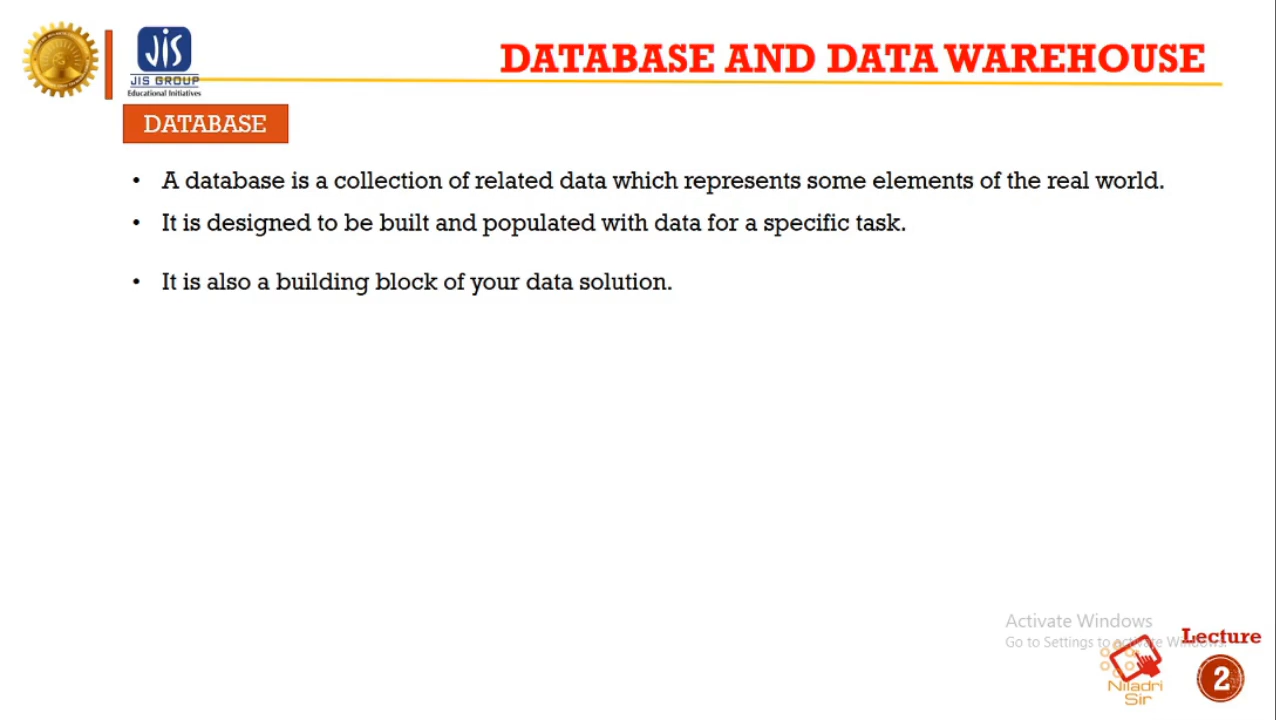 JIS
JIS GROUP
Educational Initiatives
DATABASE AND DATA WAREHOUSE
DATABASE
• A database is a collection of related data which represents some elements of the real world.
• It is designed to be built and populated with data for a specific task.
• It is also a building block of your data solution.
Activate Windows
Go to Settings to activate Windows.
Lecture
2
Niladri
Sir